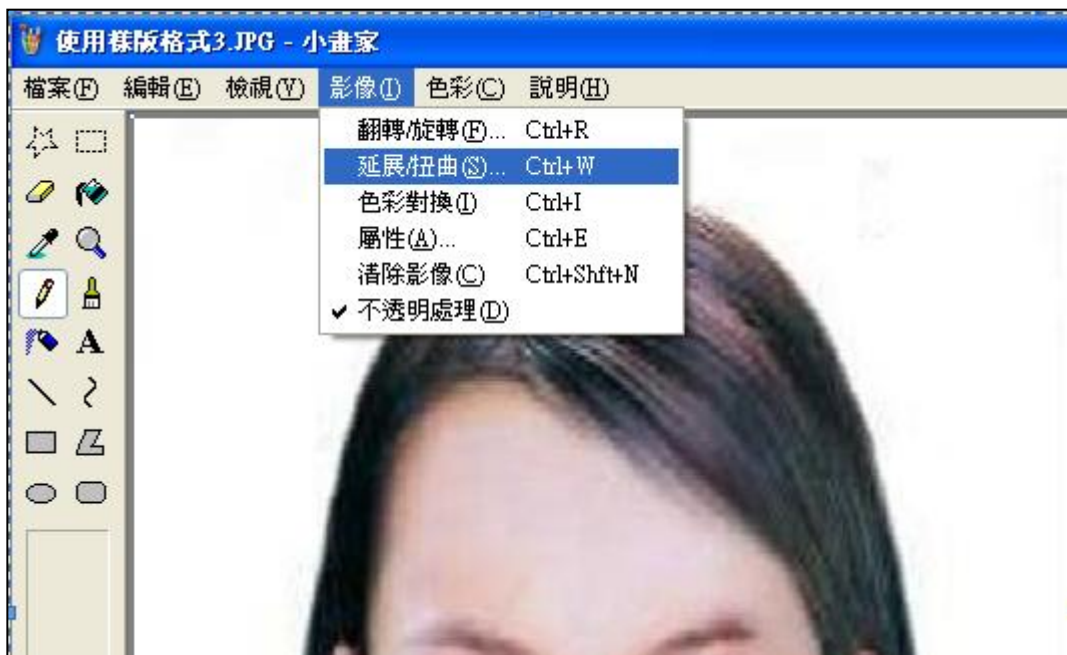 使用樣版格式3.JPG - 小畫家
檔案(F) 編輯(E) 檢視(V) 影像(I) 色彩(C) 說明(H)
翻轉/旋轉(F)... Ctrl+R
延展/扭曲(S)... Ctrl+W
色彩對換(I) Ctrl+I
屬性(A)... Ctrl+E
清除影像(C) Ctrl+Shft+N
不透明處理(D)
A